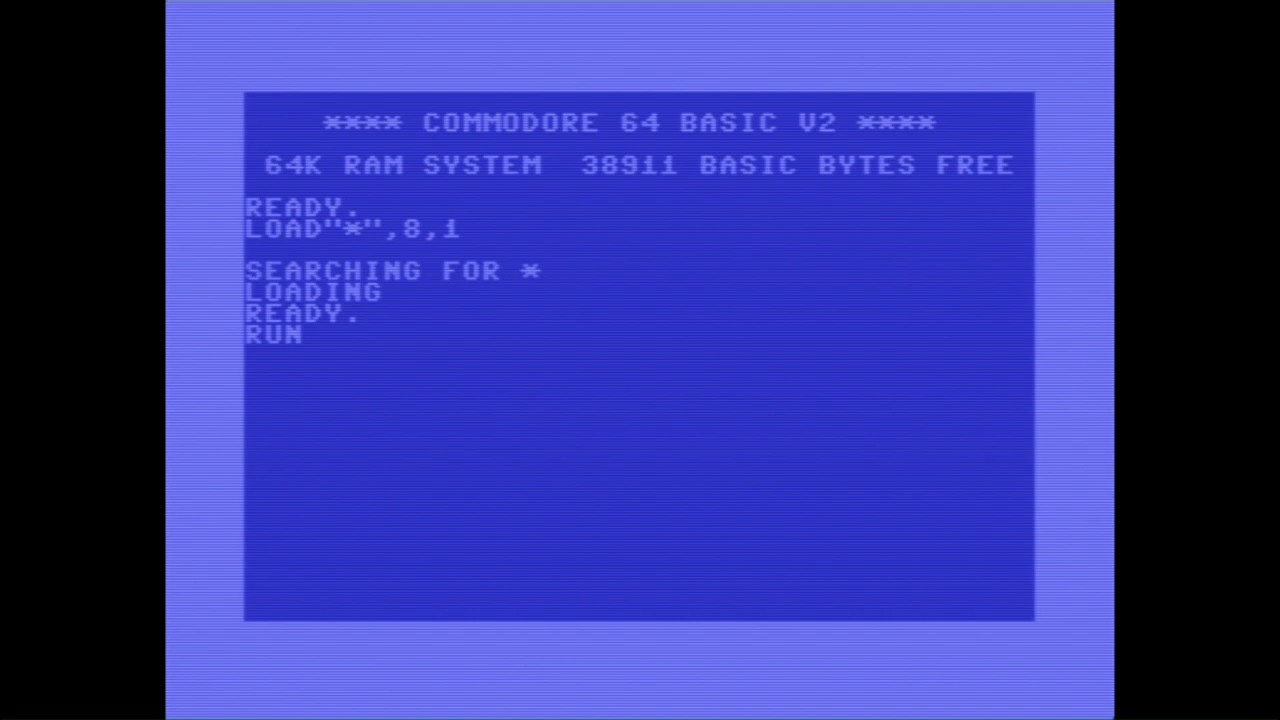 **** COMMODORE 64 BASIC V2 ****
64K RAM SYSTEM  38911 BASIC BYTES FREE
READY.
LOAD"*",8,1
SEARCHING FOR *
LOADING
READY.
RUN